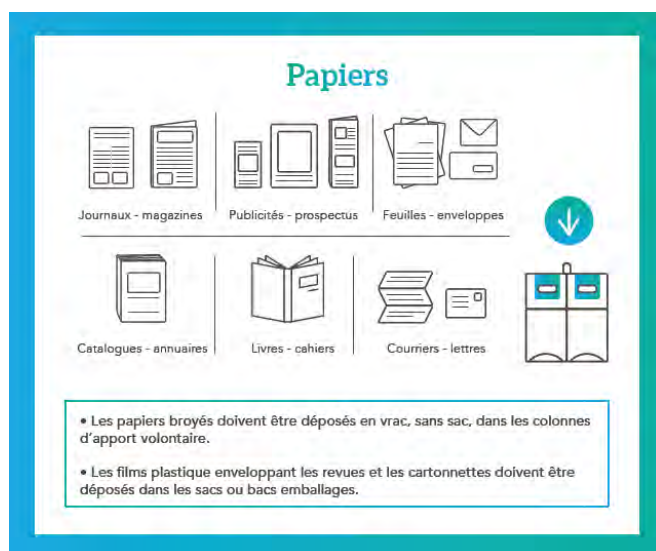 Papiers
Journaux - magazines
Publicités - prospectus
Feuilles - enveloppes
Catalogues - annuaires
Livres - cahiers
Courriers - lettres
• Les papiers broyés doivent être déposés en vrac, sans sac, dans les colonnes
d'apport volontaire.
• Les films plastique enveloppant les revues et les cartonnettes doivent être
déposés dans les sacs ou bacs emballages.